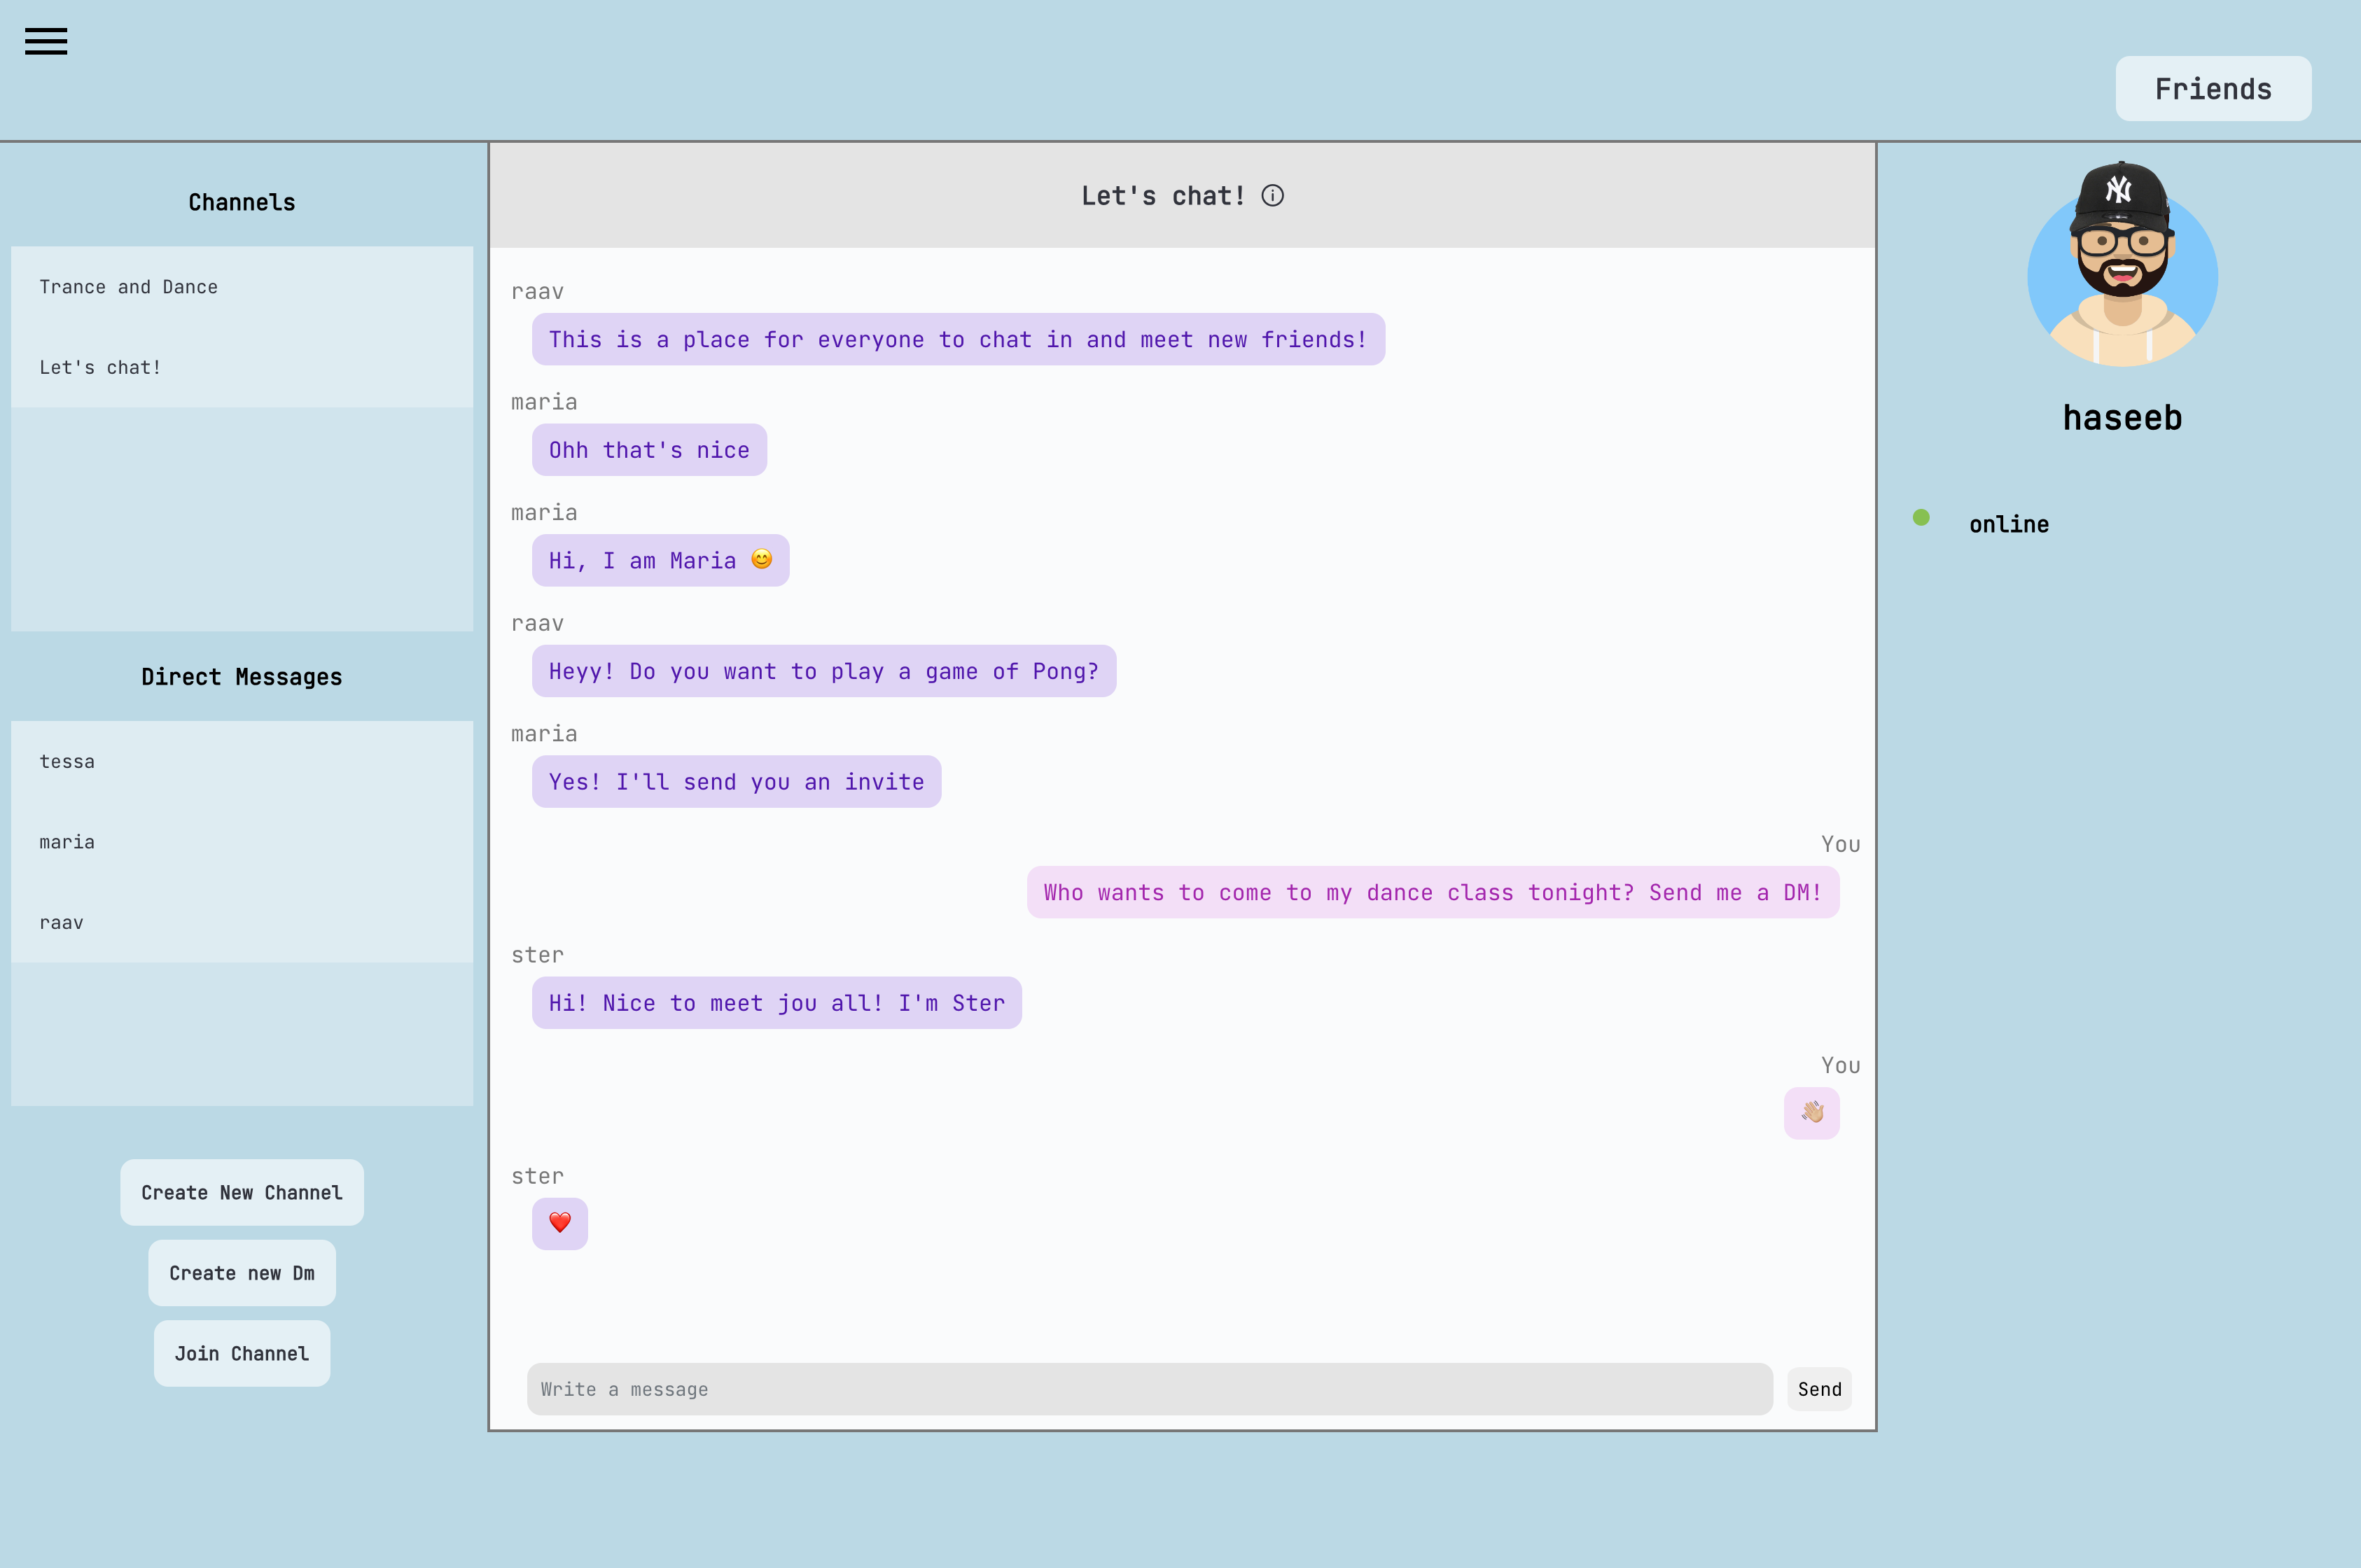 Friends
Channels
Trance and Dance
Let's chat!
Direct Messages
tessa
maria
raav
Create New Channel
Create new Dm
Join Channel
Let's chat!
raav
This is a place for everyone to chat in and meet new friends!
maria
Ohh that's nice
maria
Hi, I am Maria 😊
raav
Heyy! Do you want to play a game of Pong?
maria
Yes! I'll send you an invite
You
Who wants to come to my dance class tonight? Send me a DM!
ster
Hi! Nice to meet jou all! I'm Ster
You
👋🏼
ster
❤️
Write a message
Send
NY
haseeb
online